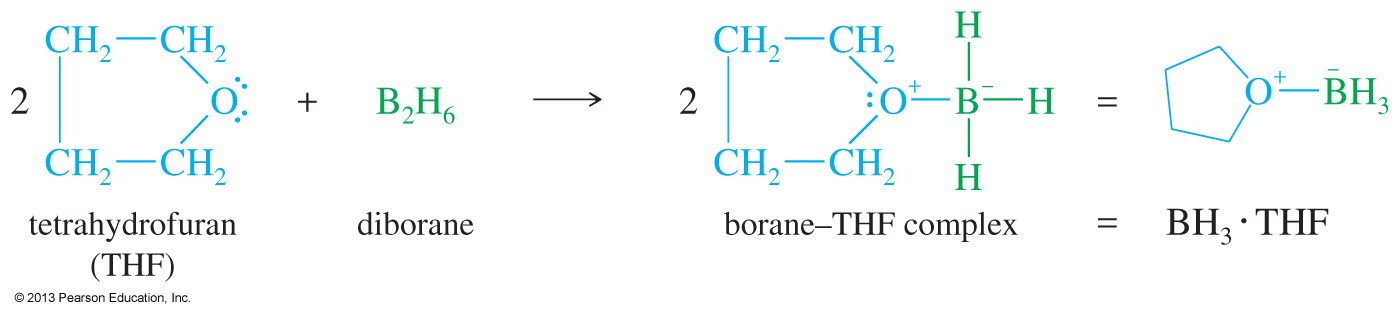 CH₂—CH₂ CH₂—CH₂ H
2 O: + B₂H₆ ⟶ 2 :O⁺—B⁻—H = O⁺—B̄H₃
CH₂—CH₂ CH₂—CH₂ H
tetrahydrofuran diborane borane–THF complex = BH₃ · THF
(THF)
© 2013 Pearson Education, Inc.